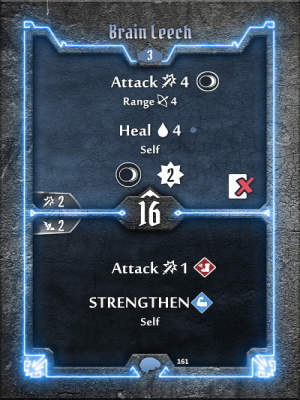 Brain Leech
3
Attack 4
Range 4
Heal 4
Self
2
2
16
2
Attack 1
STRENGTHEN
Self
161